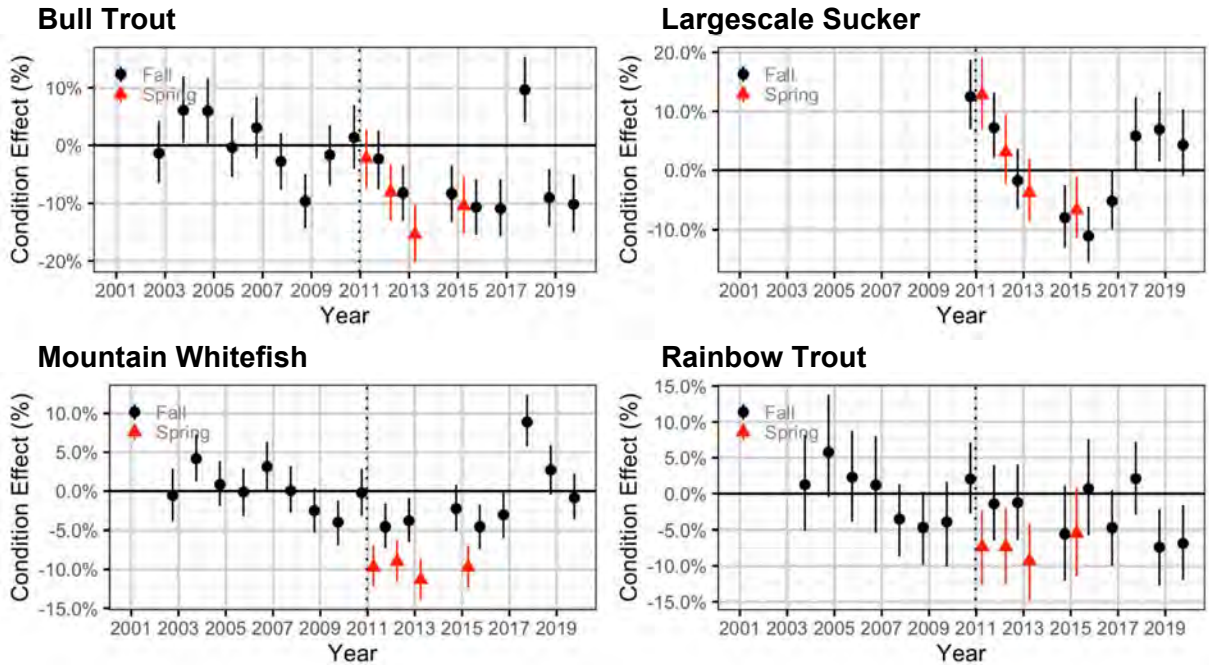 Bull Trout
Condition Effect (%)
10%
0%
-10%
-20%
Fall
Spring
2001 2003 2005 2007 2009 2011 2013 2015 2017 2019
Year
Largescale Sucker
Condition Effect (%)
20.0%
10.0%
0.0%
-10.0%
Fall
Spring
2001 2003 2005 2007 2009 2011 2013 2015 2017 2019
Year
Mountain Whitefish
Condition Effect (%)
10.0%
5.0%
0.0%
-5.0%
-10.0%
-15.0%
Fall
Spring
2001 2003 2005 2007 2009 2011 2013 2015 2017 2019
Year
Rainbow Trout
Condition Effect (%)
15.0%
10.0%
5.0%
0.0%
-5.0%
-10.0%
-15.0%
Fall
Spring
2001 2003 2005 2007 2009 2011 2013 2015 2017 2019
Year